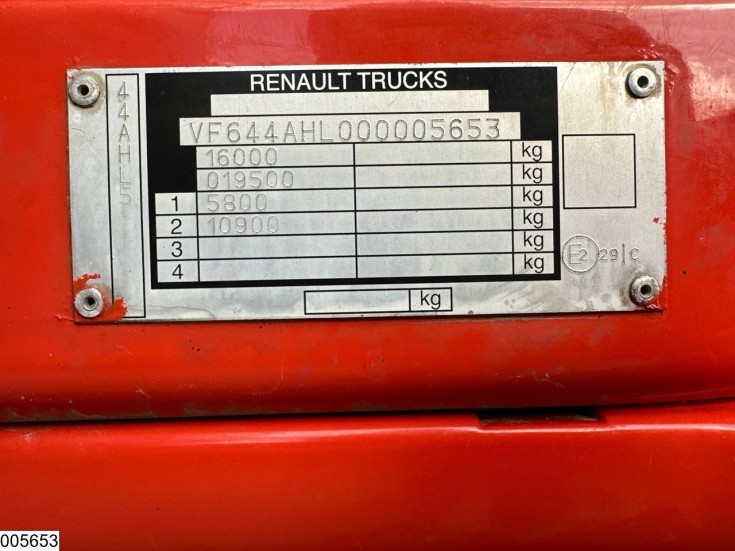 RENAULT TRUCKS
44AHL5
VF644AHL000005653
16000 kg
019500 kg
1 5800 kg
2 10900 kg
3 kg
4 kg
E2 29|C
kg
005653